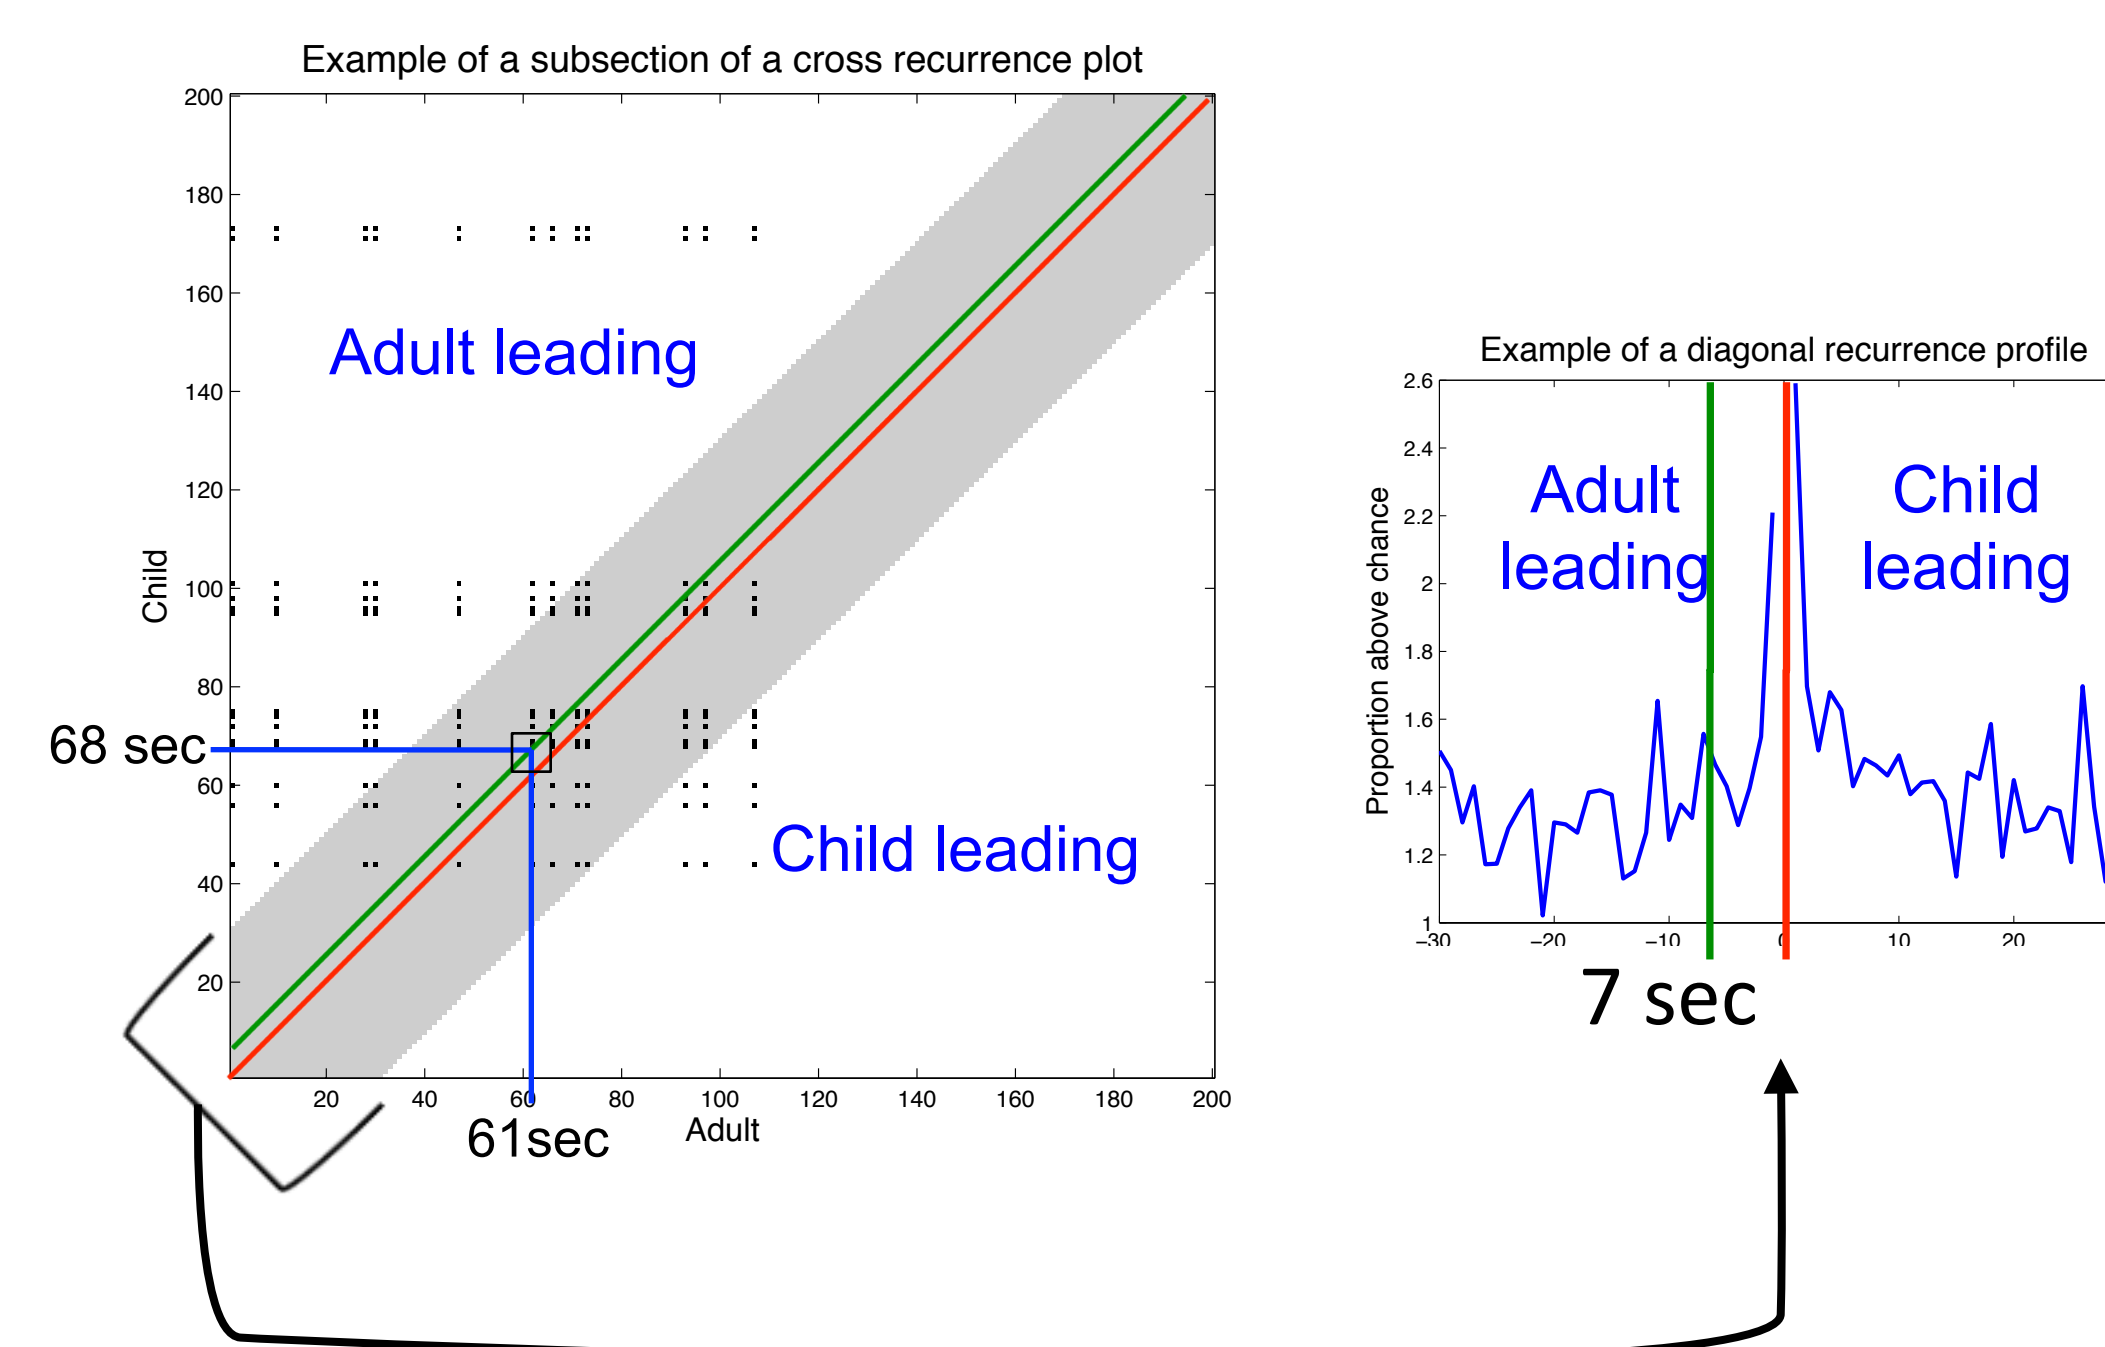 Example of a subsection of a cross recurrence plot
200
180
160
140
120
100
80
60
40
20
Child
Adult leading
Child leading
68 sec
20 40 60 80 100 120 140 160 180 200
61sec
Adult
Example of a diagonal recurrence profile
2.6
2.4
2.2
2
1.8
1.6
1.4
1.2
1
Proportion above chance
Adult
leading
Child
leading
−30 −20 −10 0 10 20
7 sec